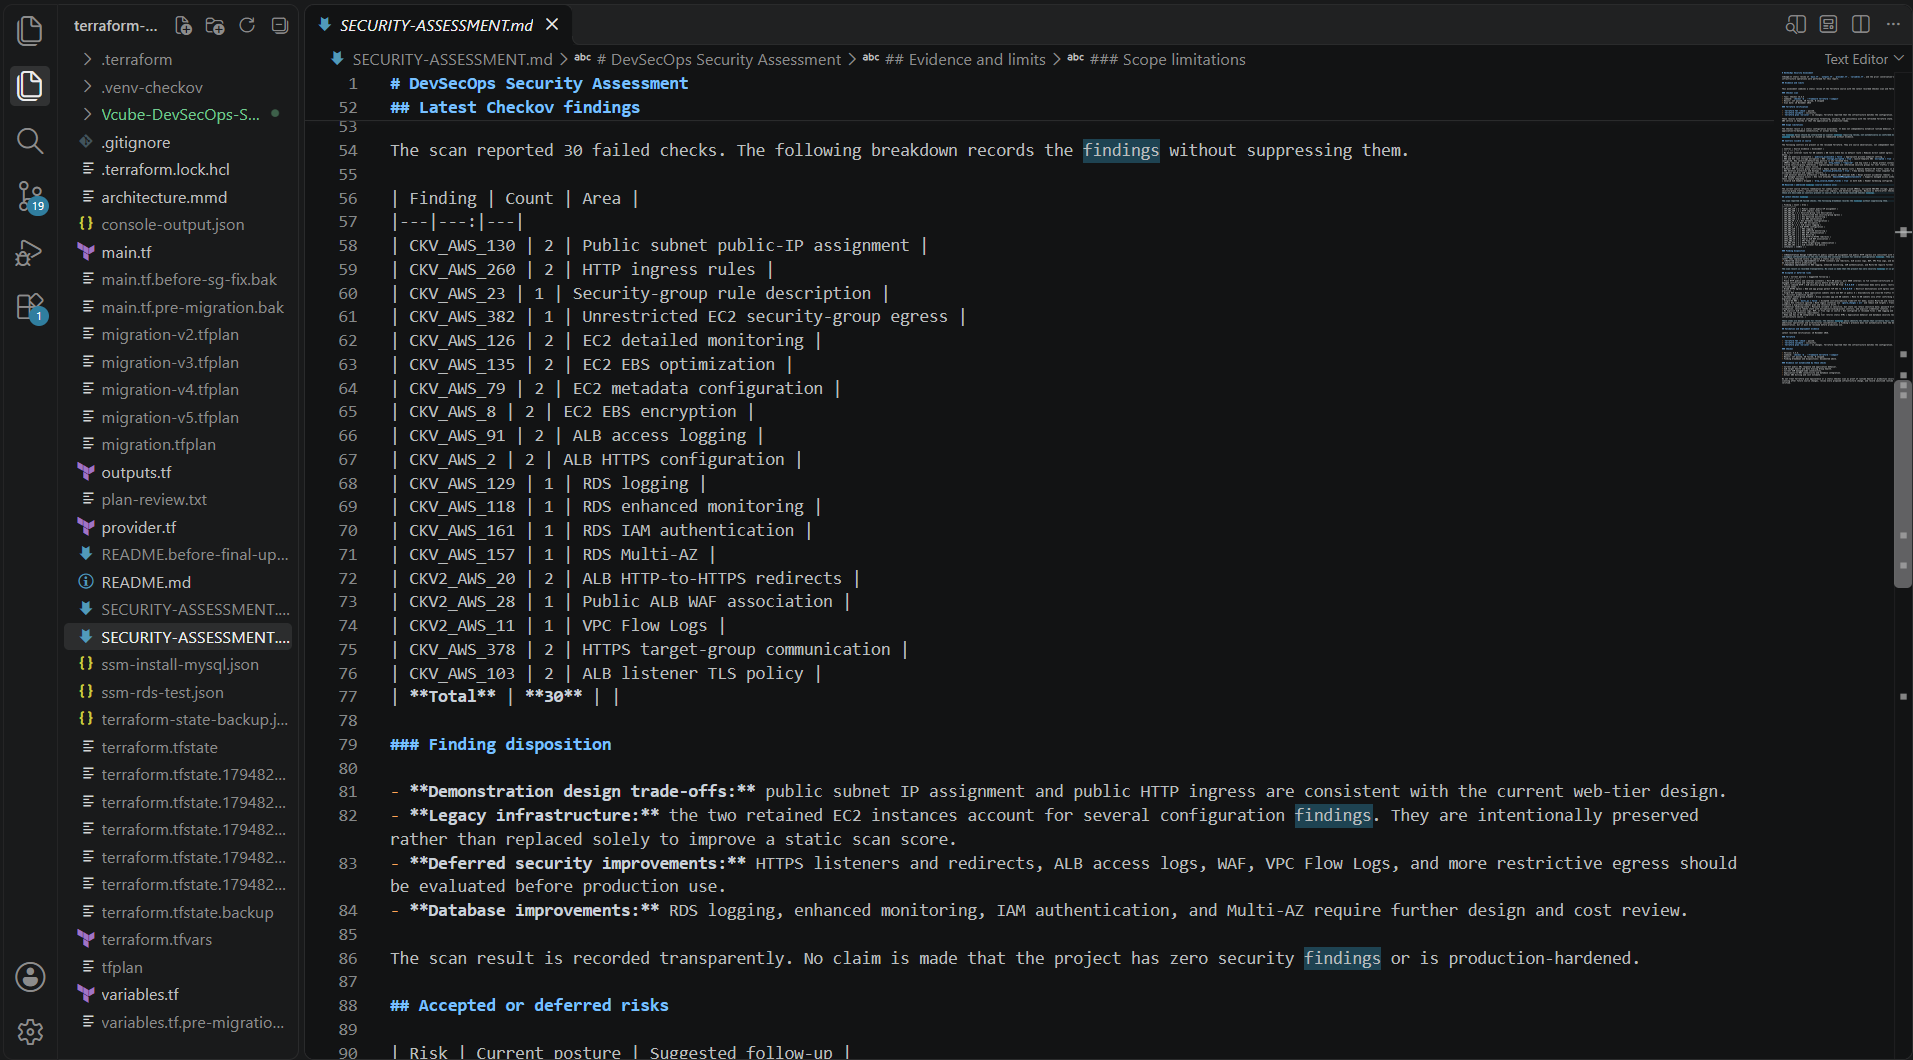 terraform-...
.terraform
.venv-checkov
Vcube-DevSecOps-S...
.gitignore
.terraform.lock.hcl
architecture.mmd
console-output.json
main.tf
main.tf.before-sg-fix.bak
main.tf.pre-migration.bak
migration-v2.tfplan
migration-v3.tfplan
migration-v4.tfplan
migration-v5.tfplan
migration.tfplan
outputs.tf
plan-review.txt
provider.tf
README.before-final-up...
README.md
SECURITY-ASSESSMENT....
SECURITY-ASSESSMENT....
ssm-install-mysql.json
ssm-rds-test.json
terraform-state-backup.j...
terraform.tfstate
terraform.tfstate.179482...
terraform.tfstate.179482...
terraform.tfstate.179482...
terraform.tfstate.179482...
terraform.tfstate.179482...
terraform.tfstate.backup
terraform.tfvars
tfplan
variables.tf
variables.tf.pre-migratio...
19
1
SECURITY-ASSESSMENT.md
SECURITY-ASSESSMENT.md > abc # DevSecOps Security Assessment > abc ## Evidence and limits > abc ### Scope limitations
Text Editor
1 # DevSecOps Security Assessment
52 ## Latest Checkov findings
53
54 The scan reported 30 failed checks. The following breakdown records the findings without suppressing them.
55
56 | Finding | Count | Area |
57 |---|---:|---|
58 | CKV_AWS_130 | 2 | Public subnet public-IP assignment |
59 | CKV_AWS_260 | 2 | HTTP ingress rules |
60 | CKV_AWS_23 | 1 | Security-group rule description |
61 | CKV_AWS_382 | 1 | Unrestricted EC2 security-group egress |
62 | CKV_AWS_126 | 2 | EC2 detailed monitoring |
63 | CKV_AWS_135 | 2 | EC2 EBS optimization |
64 | CKV_AWS_79 | 2 | EC2 metadata configuration |
65 | CKV_AWS_8 | 2 | EC2 EBS encryption |
66 | CKV_AWS_91 | 2 | ALB access logging |
67 | CKV_AWS_2 | 2 | ALB HTTPS configuration |
68 | CKV_AWS_129 | 1 | RDS logging |
69 | CKV_AWS_118 | 1 | RDS enhanced monitoring |
70 | CKV_AWS_161 | 1 | RDS IAM authentication |
71 | CKV_AWS_157 | 1 | RDS Multi-AZ |
72 | CKV2_AWS_20 | 2 | ALB HTTP-to-HTTPS redirects |
73 | CKV2_AWS_28 | 1 | Public ALB WAF association |
74 | CKV2_AWS_11 | 1 | VPC Flow Logs |
75 | CKV_AWS_378 | 2 | HTTPS target-group communication |
76 | CKV_AWS_103 | 2 | ALB listener TLS policy |
77 | **Total** | **30** | |
78
79 ### Finding disposition
80
81 - **Demonstration design trade-offs:** public subnet IP assignment and public HTTP ingress are consistent with the current web-tier design.
82 - **Legacy infrastructure:** the two retained EC2 instances account for several configuration findings. They are intentionally preserved
rather than replaced solely to improve a static scan score.
83 - **Deferred security improvements:** HTTPS listeners and redirects, ALB access logs, WAF, VPC Flow Logs, and more restrictive egress should
be evaluated before production use.
84 - **Database improvements:** RDS logging, enhanced monitoring, IAM authentication, and Multi-AZ require further design and cost review.
85
86 The scan result is recorded transparently. No claim is made that the project has zero security findings or is production-hardened.
87
88 ## Accepted or deferred risks
89
90 | Risk | Current posture | Suggested follow-up |